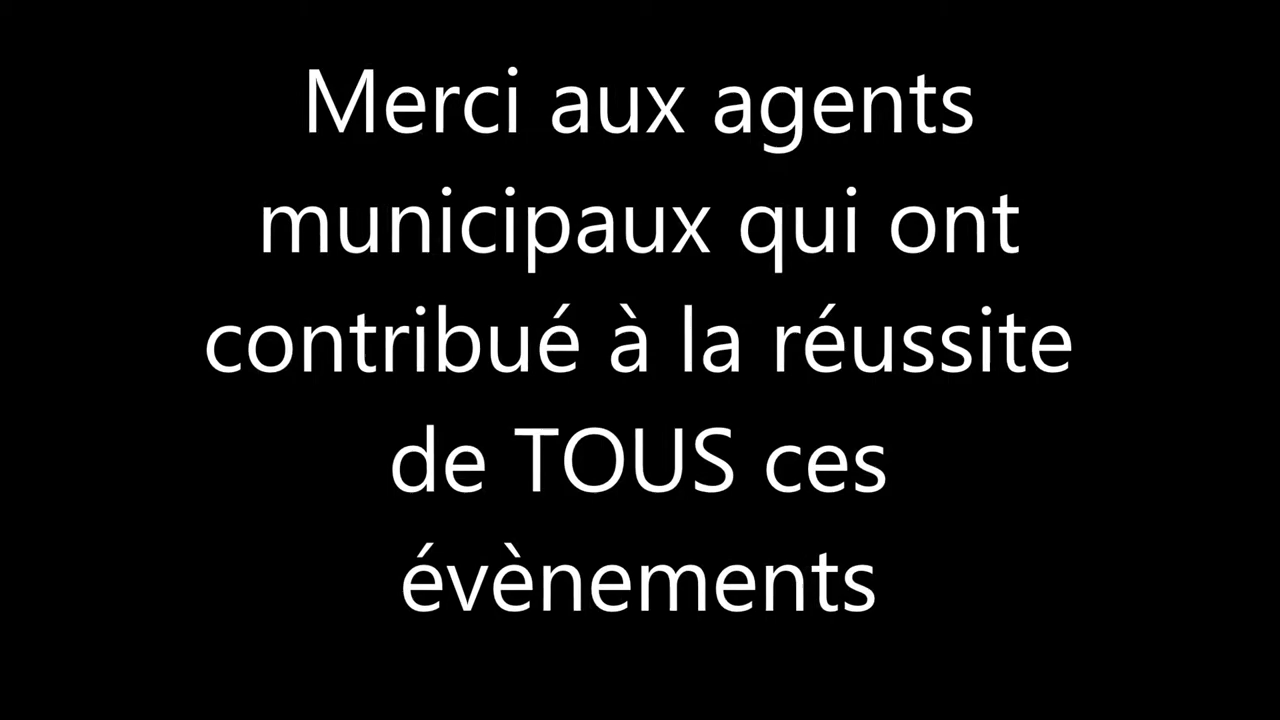 Merci aux agents
municipaux qui ont
contribué à la réussite
de TOUS ces
évènements